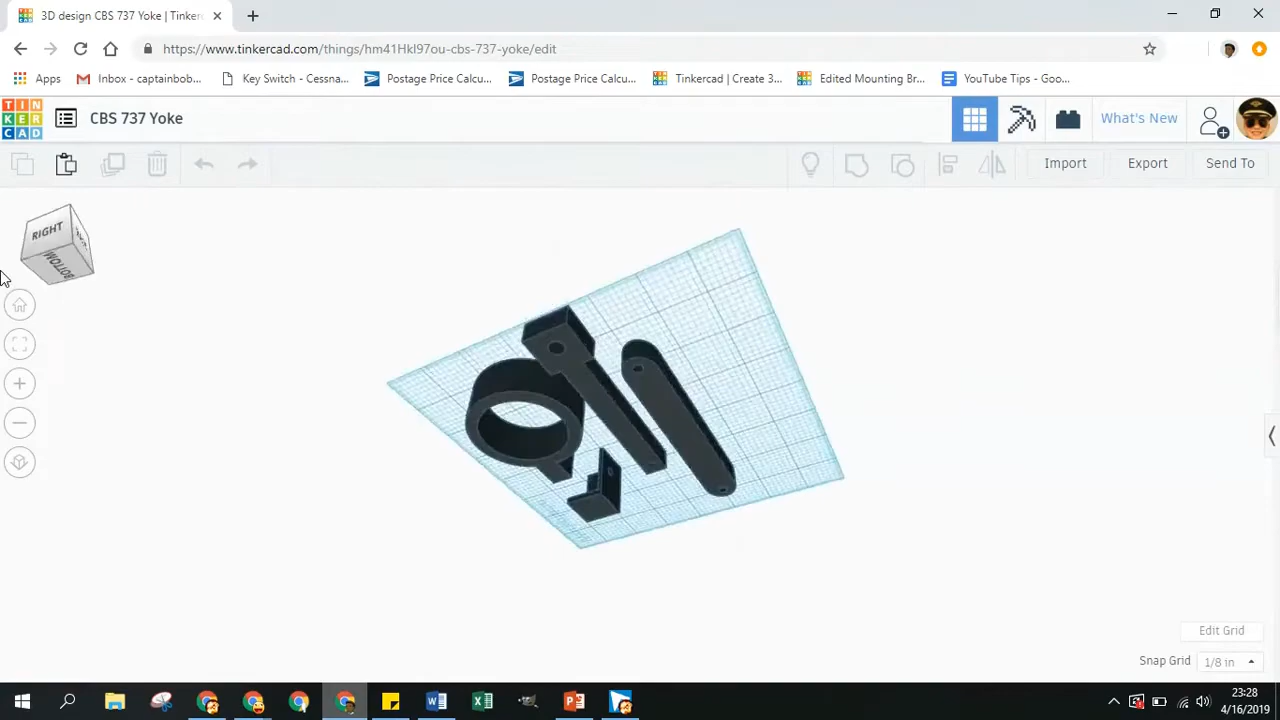 3D design CBS 737 Yoke | Tinker
https://www.tinkercad.com/things/hm41Hkl97ou-cbs-737-yoke/edit
Apps
Inbox - captainbob...
Key Switch - Cessna...
Postage Price Calcu...
Postage Price Calcu...
Tinkercad | Create 3...
Edited Mounting Br...
YouTube Tips - Goo...
TIN
KER
CAD
CBS 737 Yoke
What's New
Import
Export
Send To
RIGHT
BOTTOM
Edit Grid
Snap Grid
1/8 in
23:28
4/16/2019